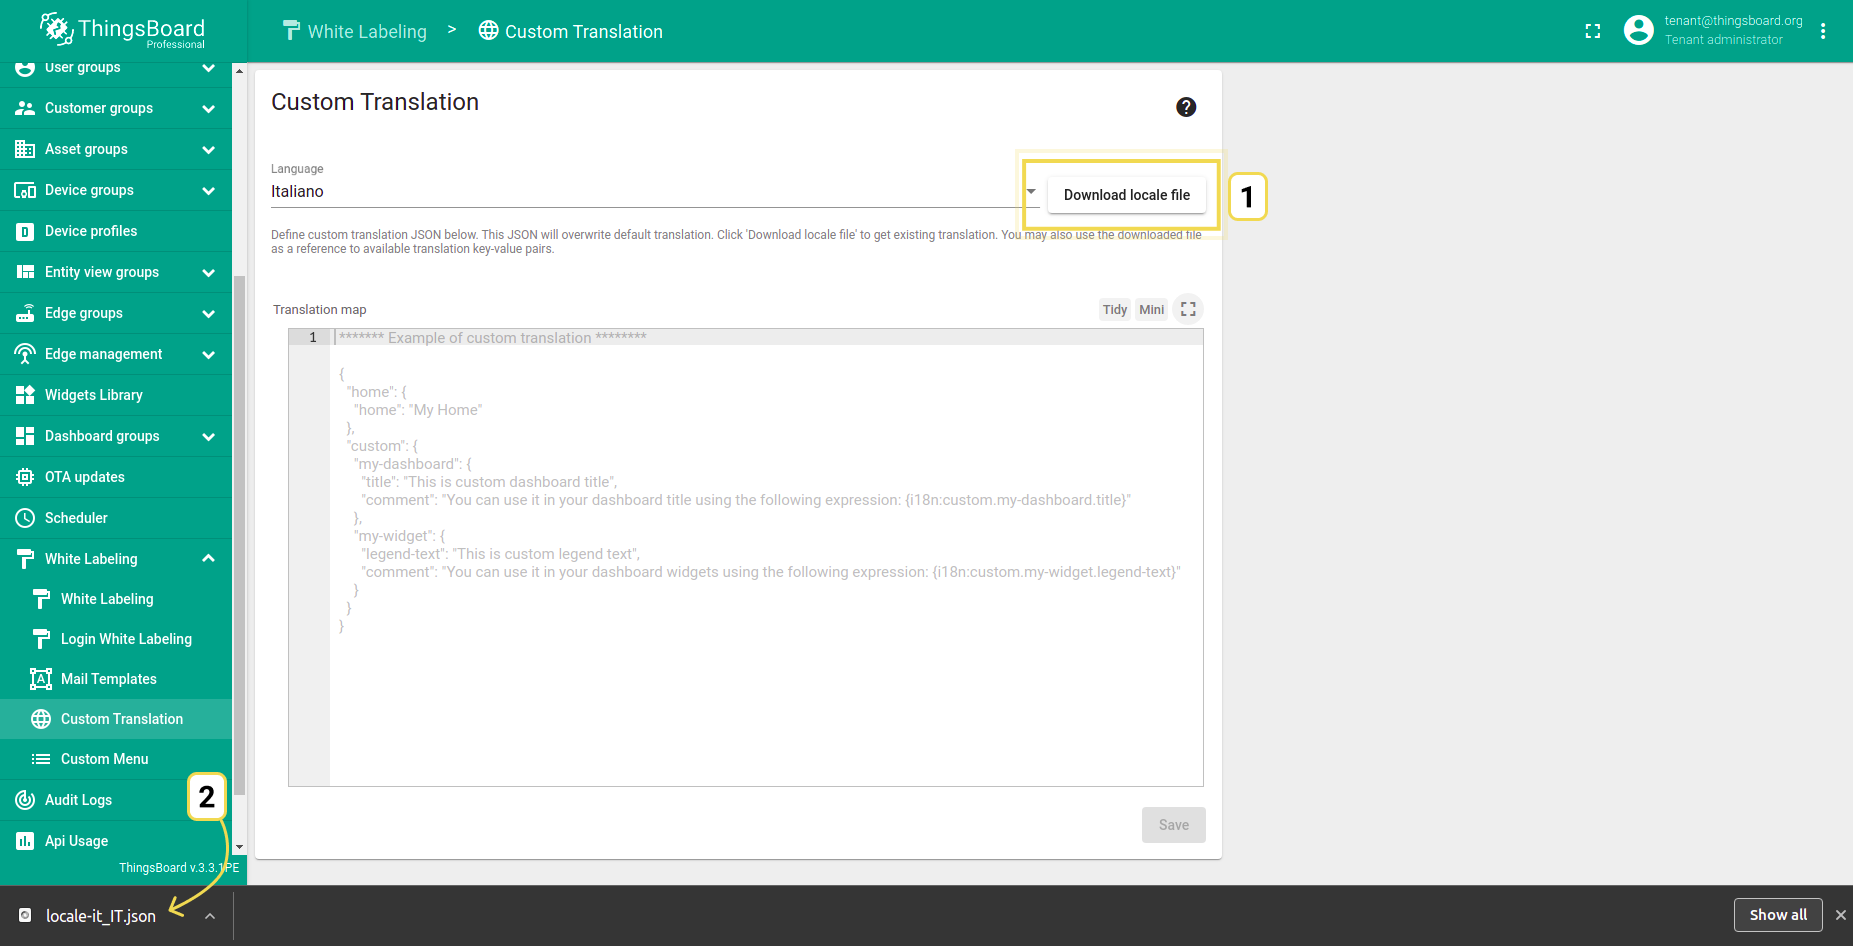 ThingsBoard
Professional
White Labeling > Custom Translation
tenant@thingsboard.org
Tenant administrator
User groups
Customer groups
Asset groups
Device groups
Device profiles
Entity view groups
Edge groups
Edge management
Widgets Library
Dashboard groups
OTA updates
Scheduler
White Labeling
White Labeling
Login White Labeling
Mail Templates
Custom Translation
Custom Menu
Audit Logs
Api Usage
ThingsBoard v.3.3.1PE
2
Custom Translation
?
Language
Italiano
Download locale file
1
Define custom translation JSON below. This JSON will overwrite default translation. Click 'Download locale file' to get existing translation. You may also use the downloaded file
as a reference to available translation key-value pairs.
Translation map
Tidy Mini
1
******* Example of custom translation ********
{
"home": {
"home": "My Home"
},
"custom": {
"my-dashboard": {
"title": "This is custom dashboard title",
"comment": "You can use it in your dashboard title using the following expression: {i18n:custom.my-dashboard.title}"
},
"my-widget": {
"legend-text": "This is custom legend text",
"comment": "You can use it in your dashboard widgets using the following expression: {i18n:custom.my-widget.legend-text}"
}
}
}
Save
locale-it_IT.json
Show all